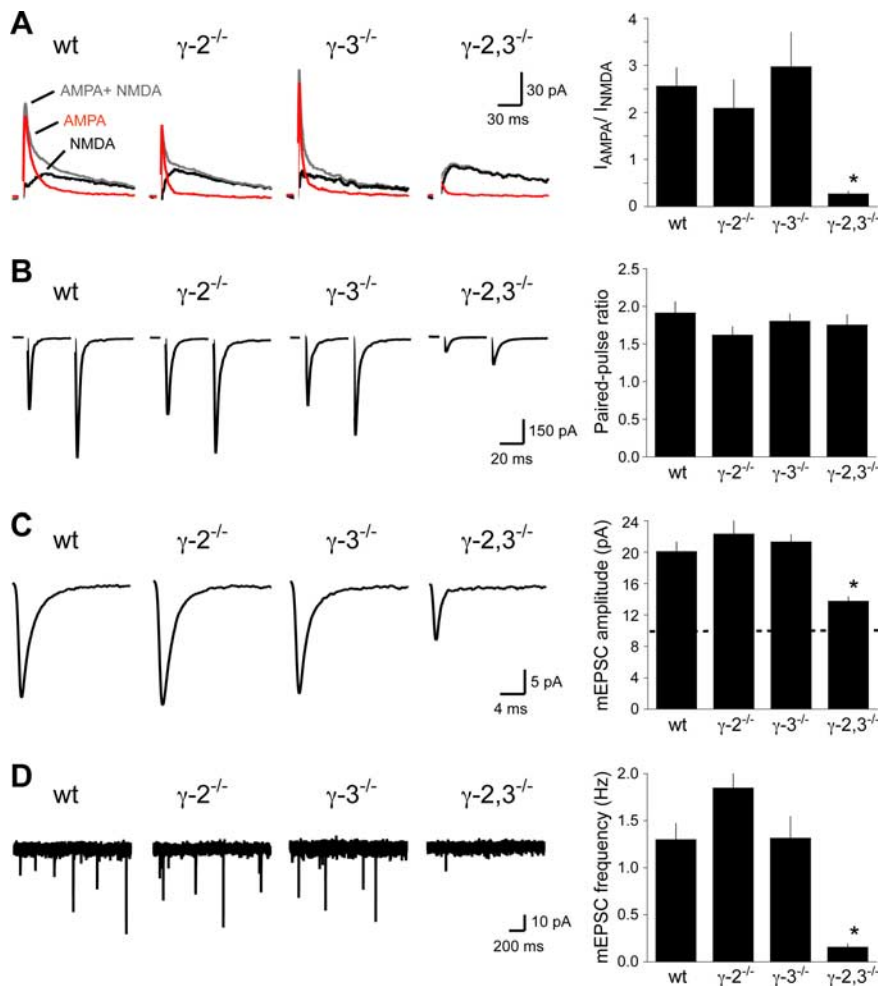 A
wt γ-2⁻/⁻ γ-3⁻/⁻ γ-2,3⁻/⁻
AMPA+ NMDA
AMPA
NMDA
30 pA
30 ms
I_AMPA/ I_NMDA
4
3
2
1
0
*
wt γ-2⁻/⁻ γ-3⁻/⁻ γ-2,3⁻/⁻
B
wt γ-2⁻/⁻ γ-3⁻/⁻ γ-2,3⁻/⁻
150 pA
20 ms
Paired-pulse ratio
2.5
2.0
1.5
1.0
0.5
0.0
wt γ-2⁻/⁻ γ-3⁻/⁻ γ-2,3⁻/⁻
C
wt γ-2⁻/⁻ γ-3⁻/⁻ γ-2,3⁻/⁻
5 pA
4 ms
mEPSC amplitude (pA)
24
20
16
12
8
4
0
*
wt γ-2⁻/⁻ γ-3⁻/⁻ γ-2,3⁻/⁻
D
wt γ-2⁻/⁻ γ-3⁻/⁻ γ-2,3⁻/⁻
10 pA
200 ms
mEPSC frequency (Hz)
2.0
1.5
1.0
0.5
0.0
*
wt γ-2⁻/⁻ γ-3⁻/⁻ γ-2,3⁻/⁻